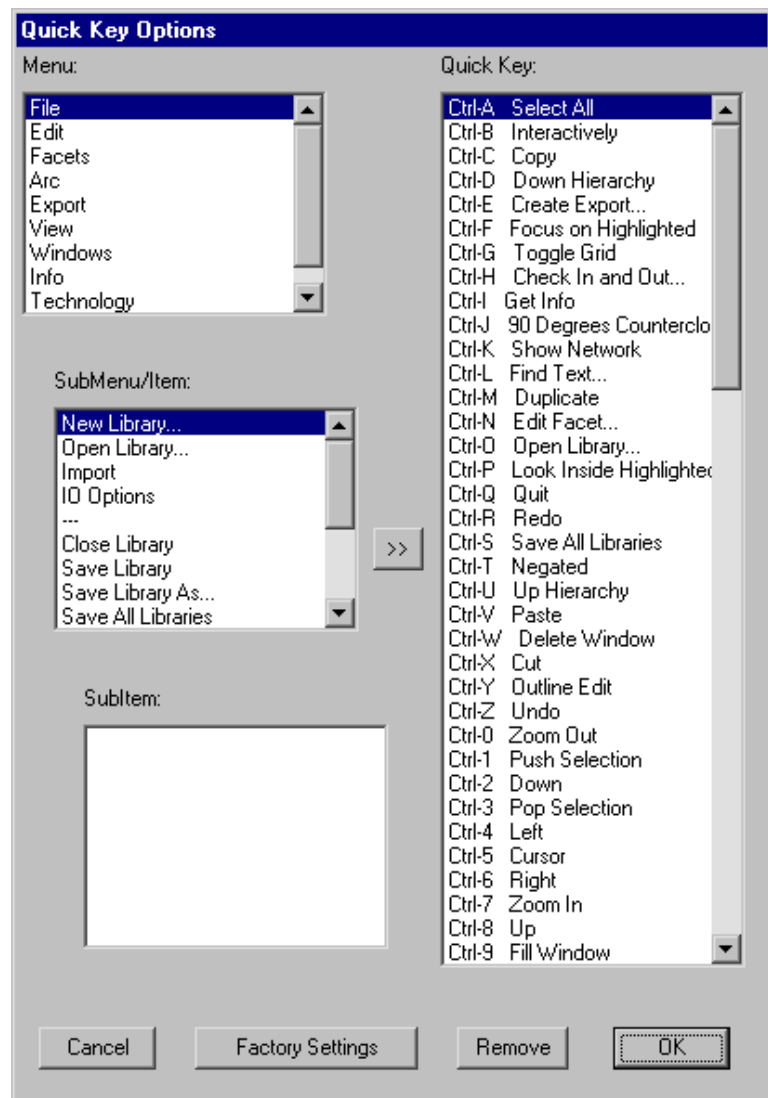 Quick Key Options
Menu:
File
Edit
Facets
Arc
Export
View
Windows
Info
Technology
SubMenu/Item:
New Library...
Open Library...
Import
IO Options
---
Close Library
Save Library
Save Library As...
Save All Libraries
>>
SubItem:
Quick Key:
Ctrl-A Select All
Ctrl-B Interactively
Ctrl-C Copy
Ctrl-D Down Hierarchy
Ctrl-E Create Export...
Ctrl-F Focus on Highlighted
Ctrl-G Toggle Grid
Ctrl-H Check In and Out...
Ctrl-I Get Info
Ctrl-J 90 Degrees Counterclo
Ctrl-K Show Network
Ctrl-L Find Text...
Ctrl-M Duplicate
Ctrl-N Edit Facet...
Ctrl-O Open Library...
Ctrl-P Look Inside Highlighted
Ctrl-Q Quit
Ctrl-R Redo
Ctrl-S Save All Libraries
Ctrl-T Negated
Ctrl-U Up Hierarchy
Ctrl-V Paste
Ctrl-W Delete Window
Ctrl-X Cut
Ctrl-Y Outline Edit
Ctrl-Z Undo
Ctrl-0 Zoom Out
Ctrl-1 Push Selection
Ctrl-2 Down
Ctrl-3 Pop Selection
Ctrl-4 Left
Ctrl-5 Cursor
Ctrl-6 Right
Ctrl-7 Zoom In
Ctrl-8 Up
Ctrl-9 Fill Window
Cancel
Factory Settings
Remove
OK